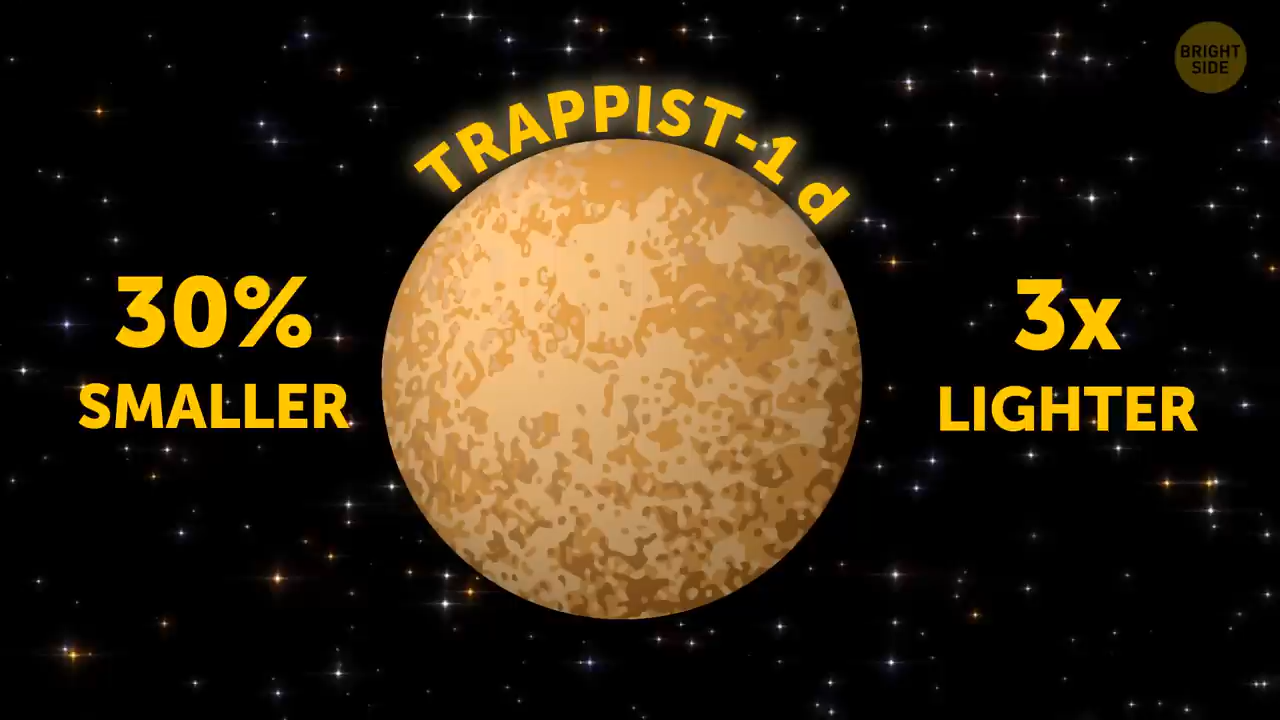 BRIGHT
SIDE
TRAPPIST-1 d
30%
SMALLER
3x
LIGHTER